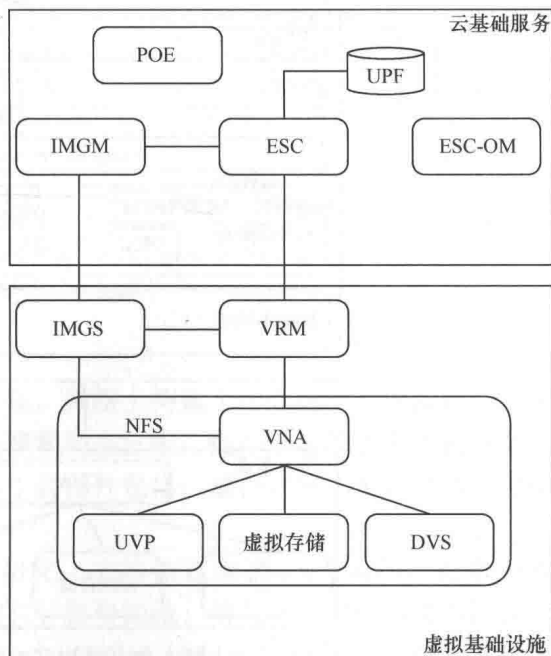 云基础服务
POE
UPF
IMGM
ESC
ESC-OM
IMGS
VRM
NFS
VNA
UVP
虚拟存储
DVS
虚拟基础设施